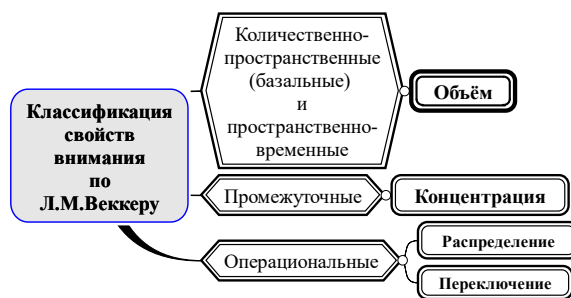 Классификация
свойств
внимания
по
Л.М.Веккеру
Количественно-
пространственные
(базальные)
и
пространственно-
временные
Объём
Промежуточные
Концентрация
Операциональные
Распределение
Переключение